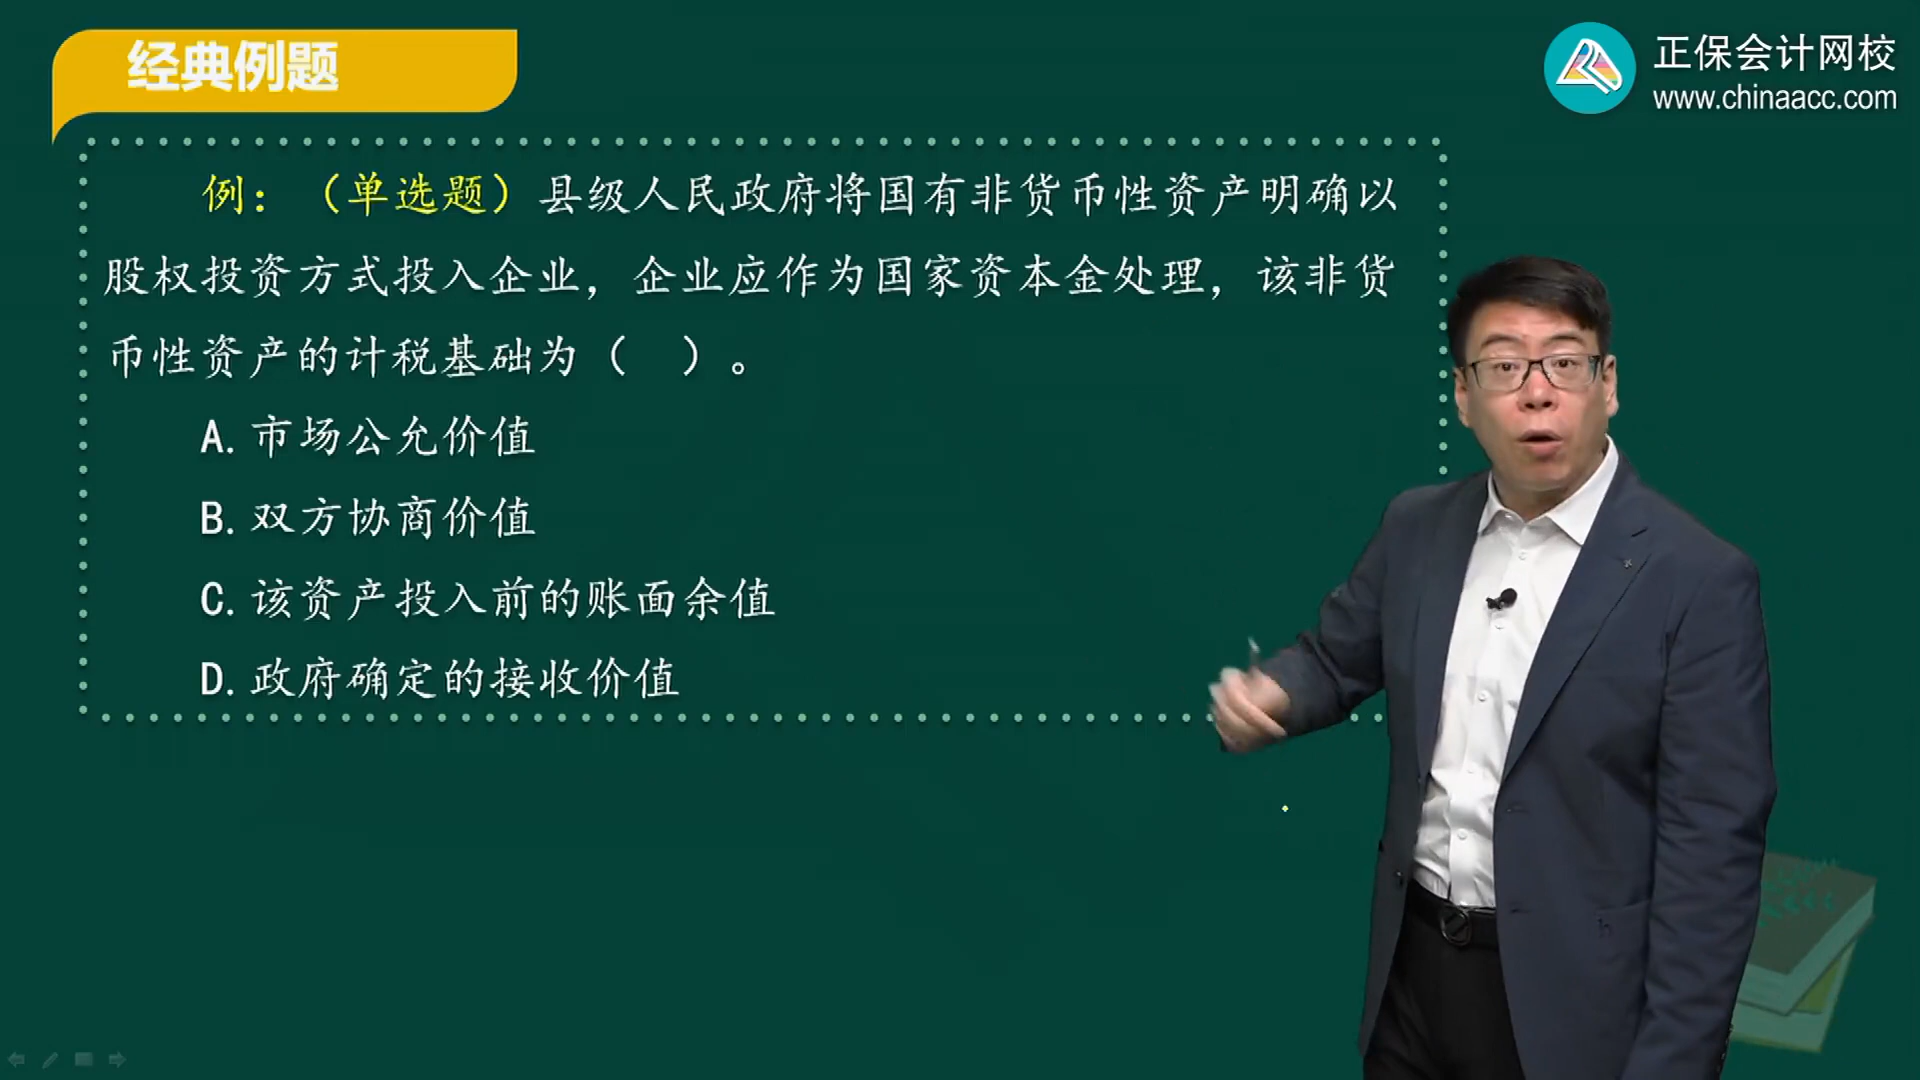 经典例题
正保会计网校
www.chinaacc.com
例：（单选题）县级人民政府将国有非货币性资产明确以
股权投资方式投入企业，企业应作为国家资本金处理，该非货
币性资产的计税基础为（　）。
A. 市场公允价值
B. 双方协商价值
C. 该资产投入前的账面余值
D. 政府确定的接收价值